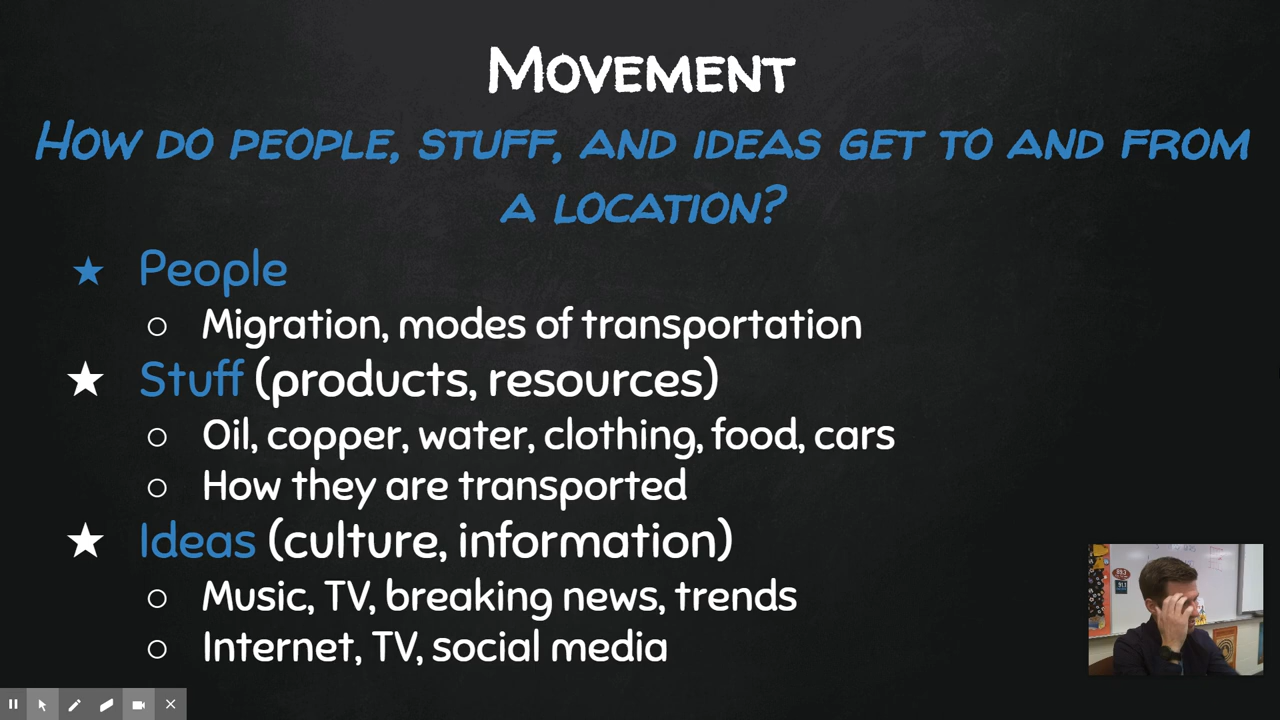 MOVEMENT
HOW DO PEOPLE, STUFF, AND IDEAS GET TO AND FROM
A LOCATION?
★ People
○ Migration, modes of transportation
★ Stuff (products, resources)
○ Oil, copper, water, clothing, food, cars
○ How they are transported
★ Ideas (culture, information)
○ Music, TV, breaking news, trends
○ Internet, TV, social media